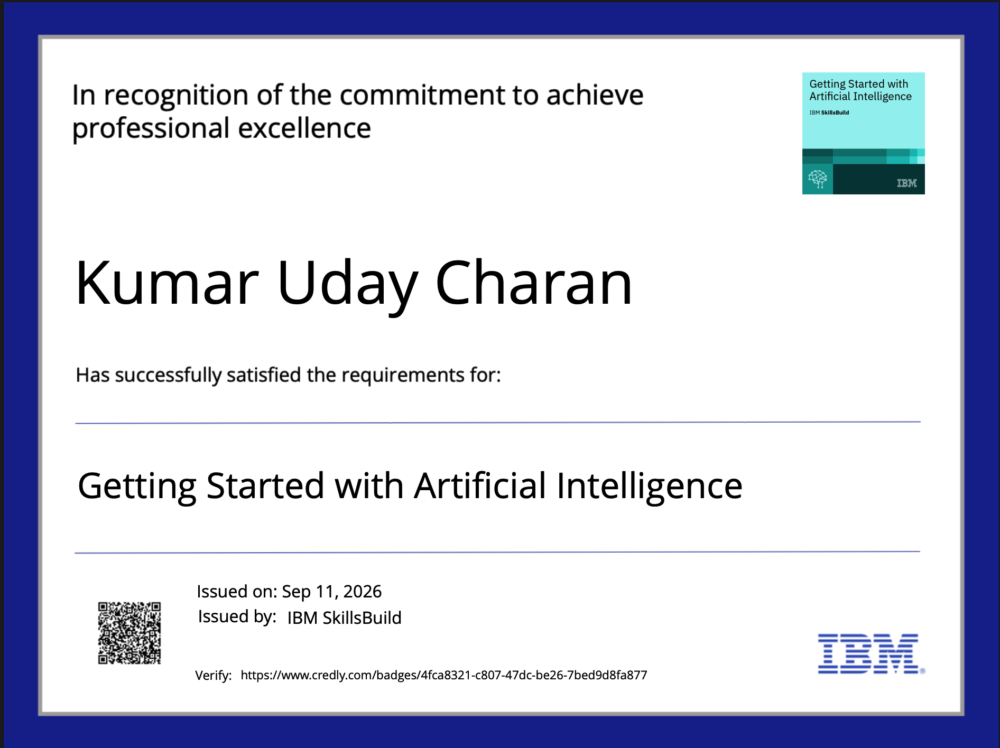 In recognition of the commitment to achieve
professional excellence
Getting Started with
Artificial Intelligence
IBM SkillsBuild
IBM
Kumar Uday Charan
Has successfully satisfied the requirements for:
Getting Started with Artificial Intelligence
Issued on: Sep 11, 2026
Issued by: IBM SkillsBuild
Verify: https://www.credly.com/badges/4fca8321-c807-47dc-be26-7bed9d8fa877
IBM®